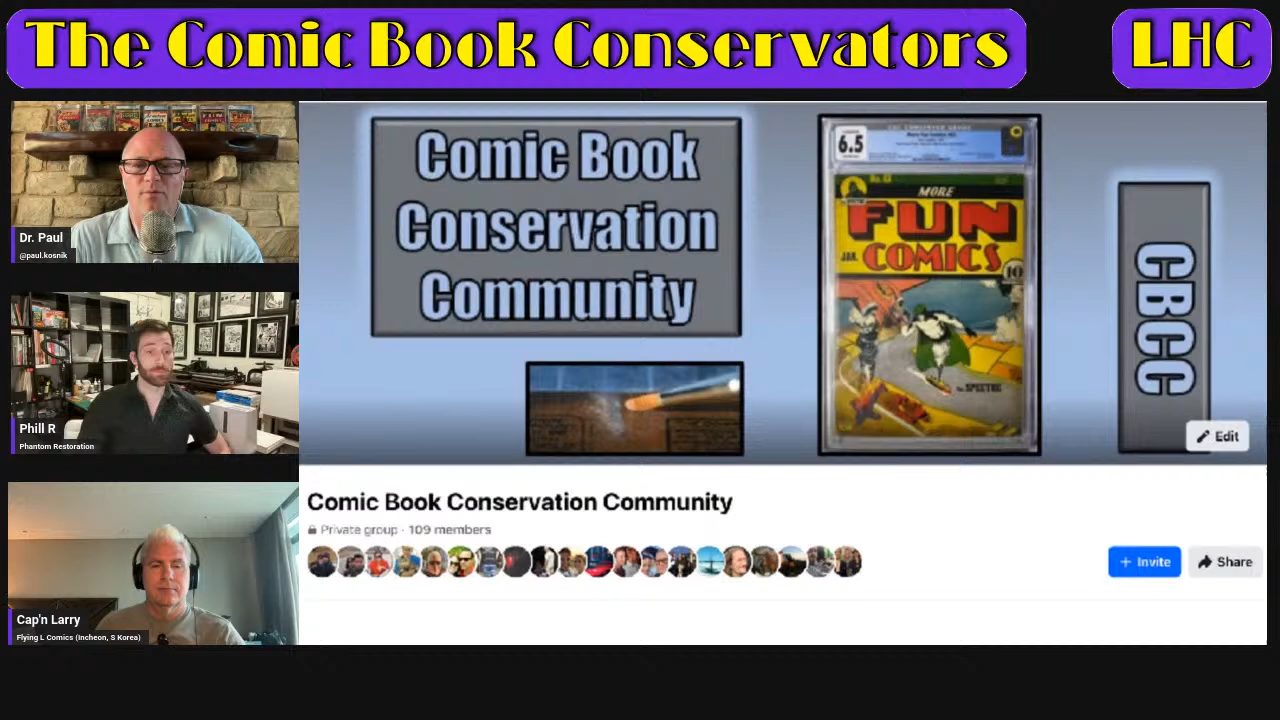 The Comic Book Conservators
LHC
Dr. Paul
@paul.kosnik
Phill R
Phantom Restoration
Cap'n Larry
Flying L Comics (Incheon, S Korea)
Comic Book
Conservation
Community
6.5
MORE
FUN
JAN.
COMICS
10
THE SPECTRE
CBCC
Edit
Comic Book Conservation Community
Private group · 109 members
+ Invite
Share